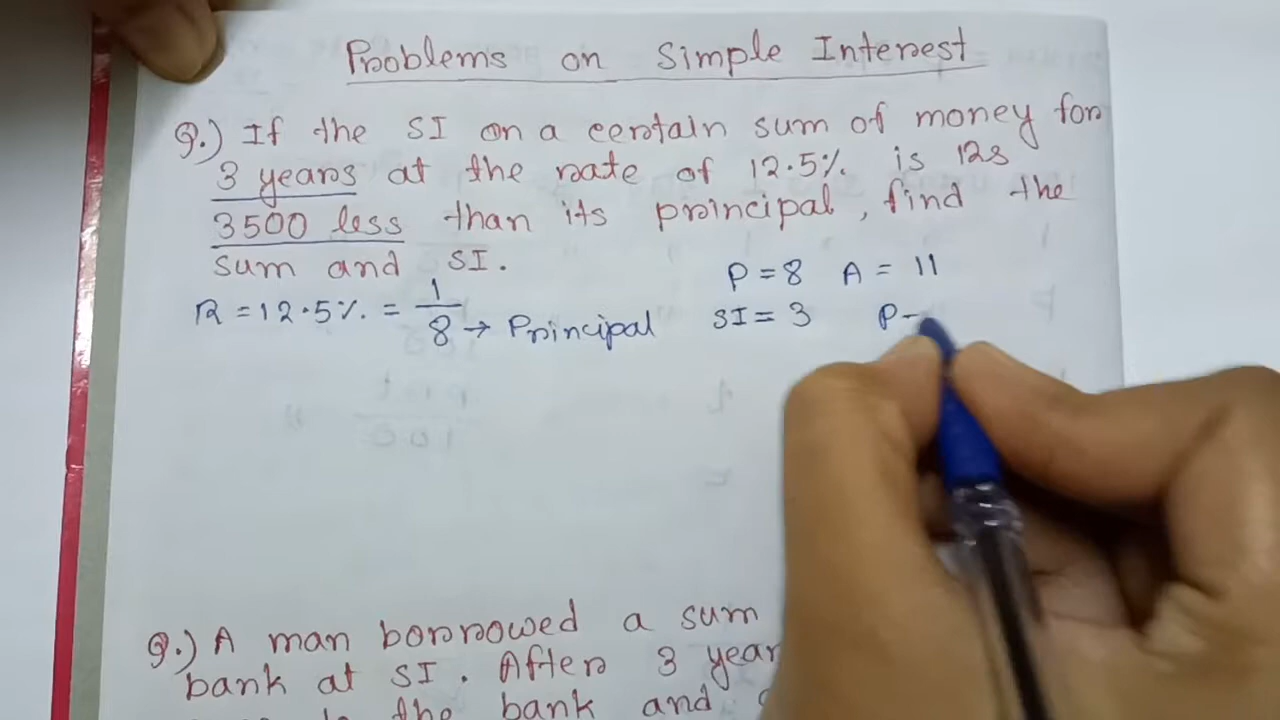 Problems on Simple Interest
Q.) If the SI on a certain sum of money for
3 years at the rate of 12.5%. is ₹s
3500 less than its principal, find the
sum and SI.
P = 8 A = 11
R = 12.5% = 1/8 → Principal SI = 3 P-
Q.) A man borrowed a sum
bank at SI. After 3 year
the bank and